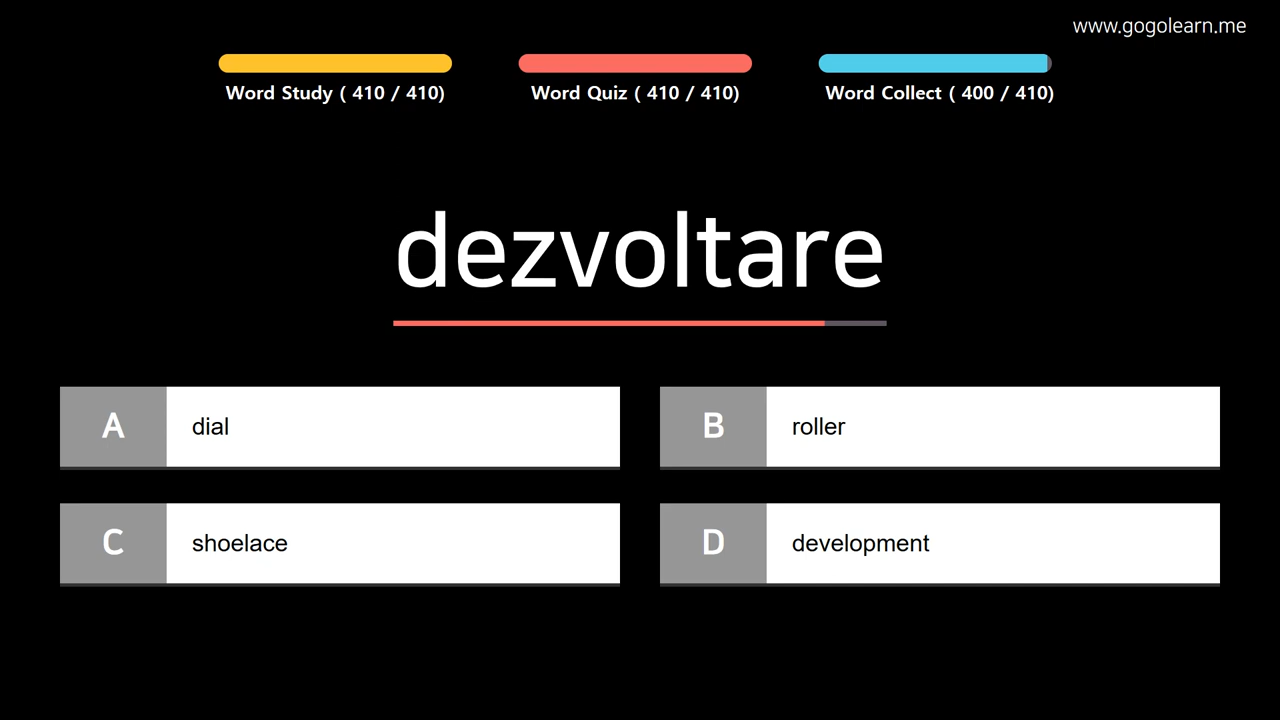 www.gogolearn.me
Word Study ( 410 / 410)
Word Quiz ( 410 / 410)
Word Collect ( 400 / 410)
dezvoltare
A dial
B roller
C shoelace
D development